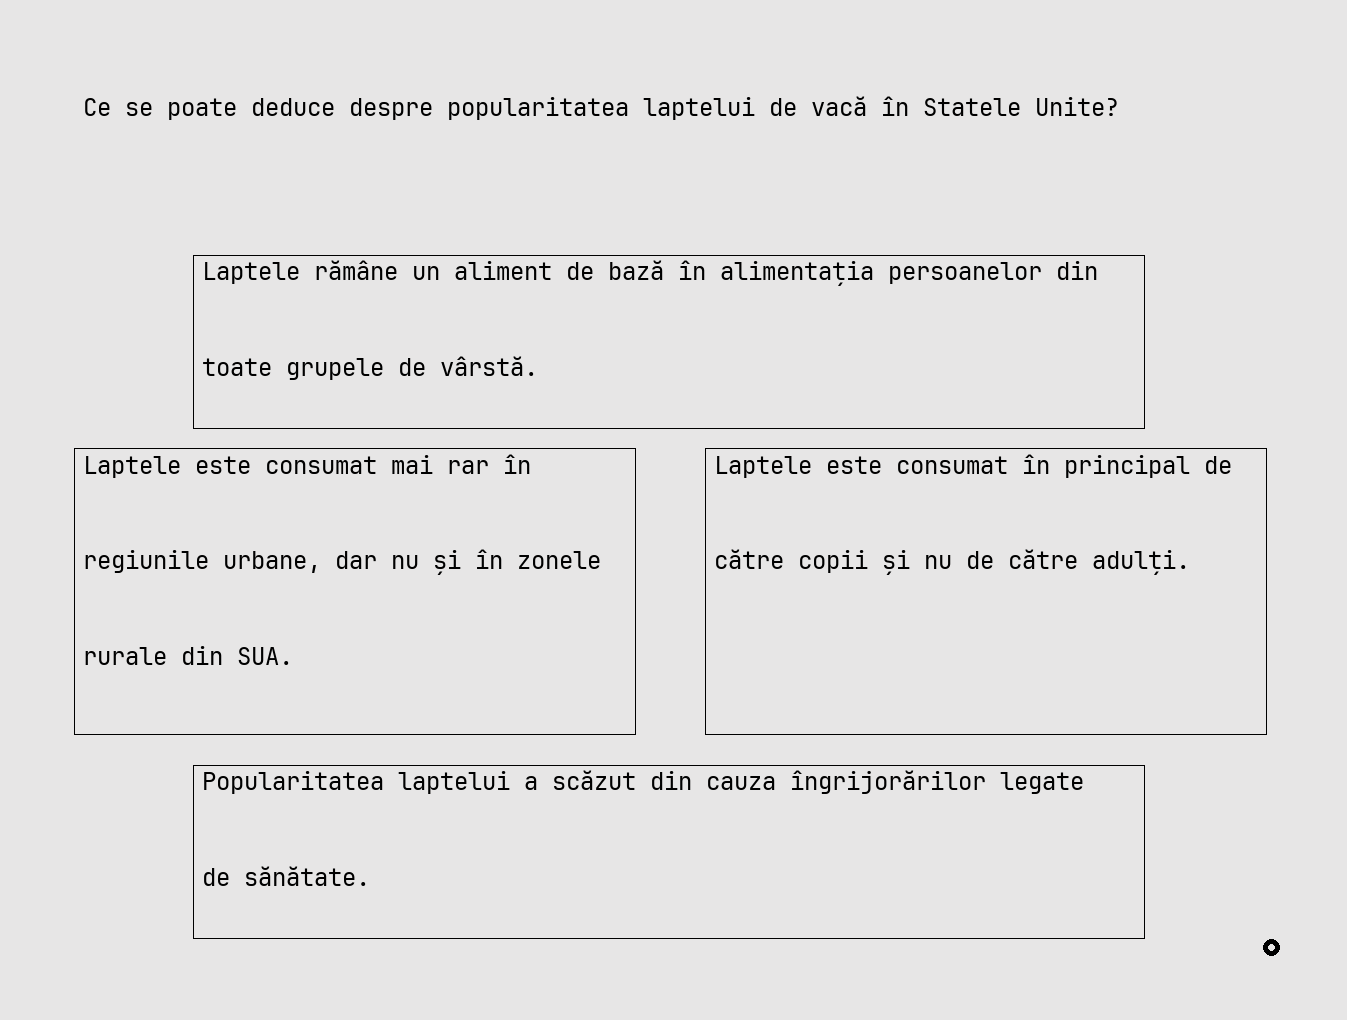 Ce se poate deduce despre popularitatea laptelui de vacă în Statele Unite?
Laptele rămâne un aliment de bază în alimentația persoanelor din
toate grupele de vârstă.
Laptele este consumat mai rar în
regiunile urbane, dar nu și în zonele
rurale din SUA.
Laptele este consumat în principal de
către copii și nu de către adulți.
Popularitatea laptelui a scăzut din cauza îngrijorărilor legate
de sănătate.